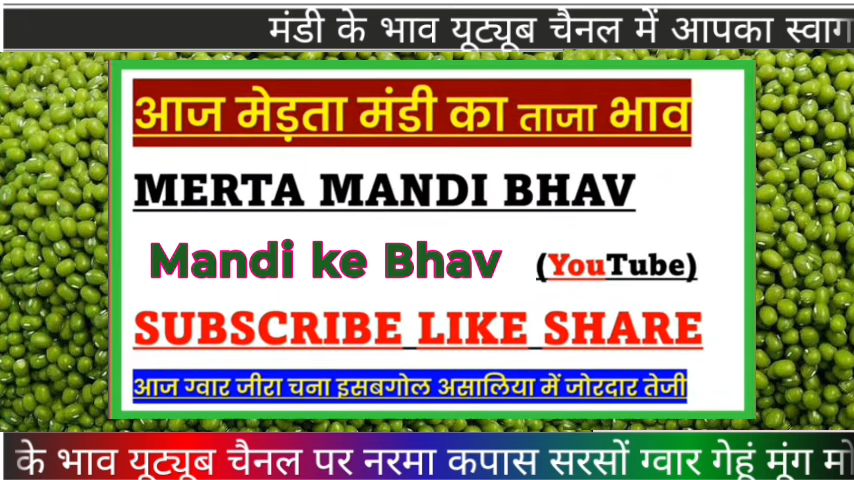 मंडी के भाव यूट्यूब चैनल में आपका
आज मेड़ता मंडी का ताजा भाव
MERTA MANDI BHAV
Mandi ke Bhav (YouTube)
SUBSCRIBE LIKE SHARE
आज ग्वार जीरा चना इसबगोल असालिया में जोरदार तेजी
के भाव यूट्यूब चैनल पर नरमा कपास सरसों ग्वार गेहूं मूंग